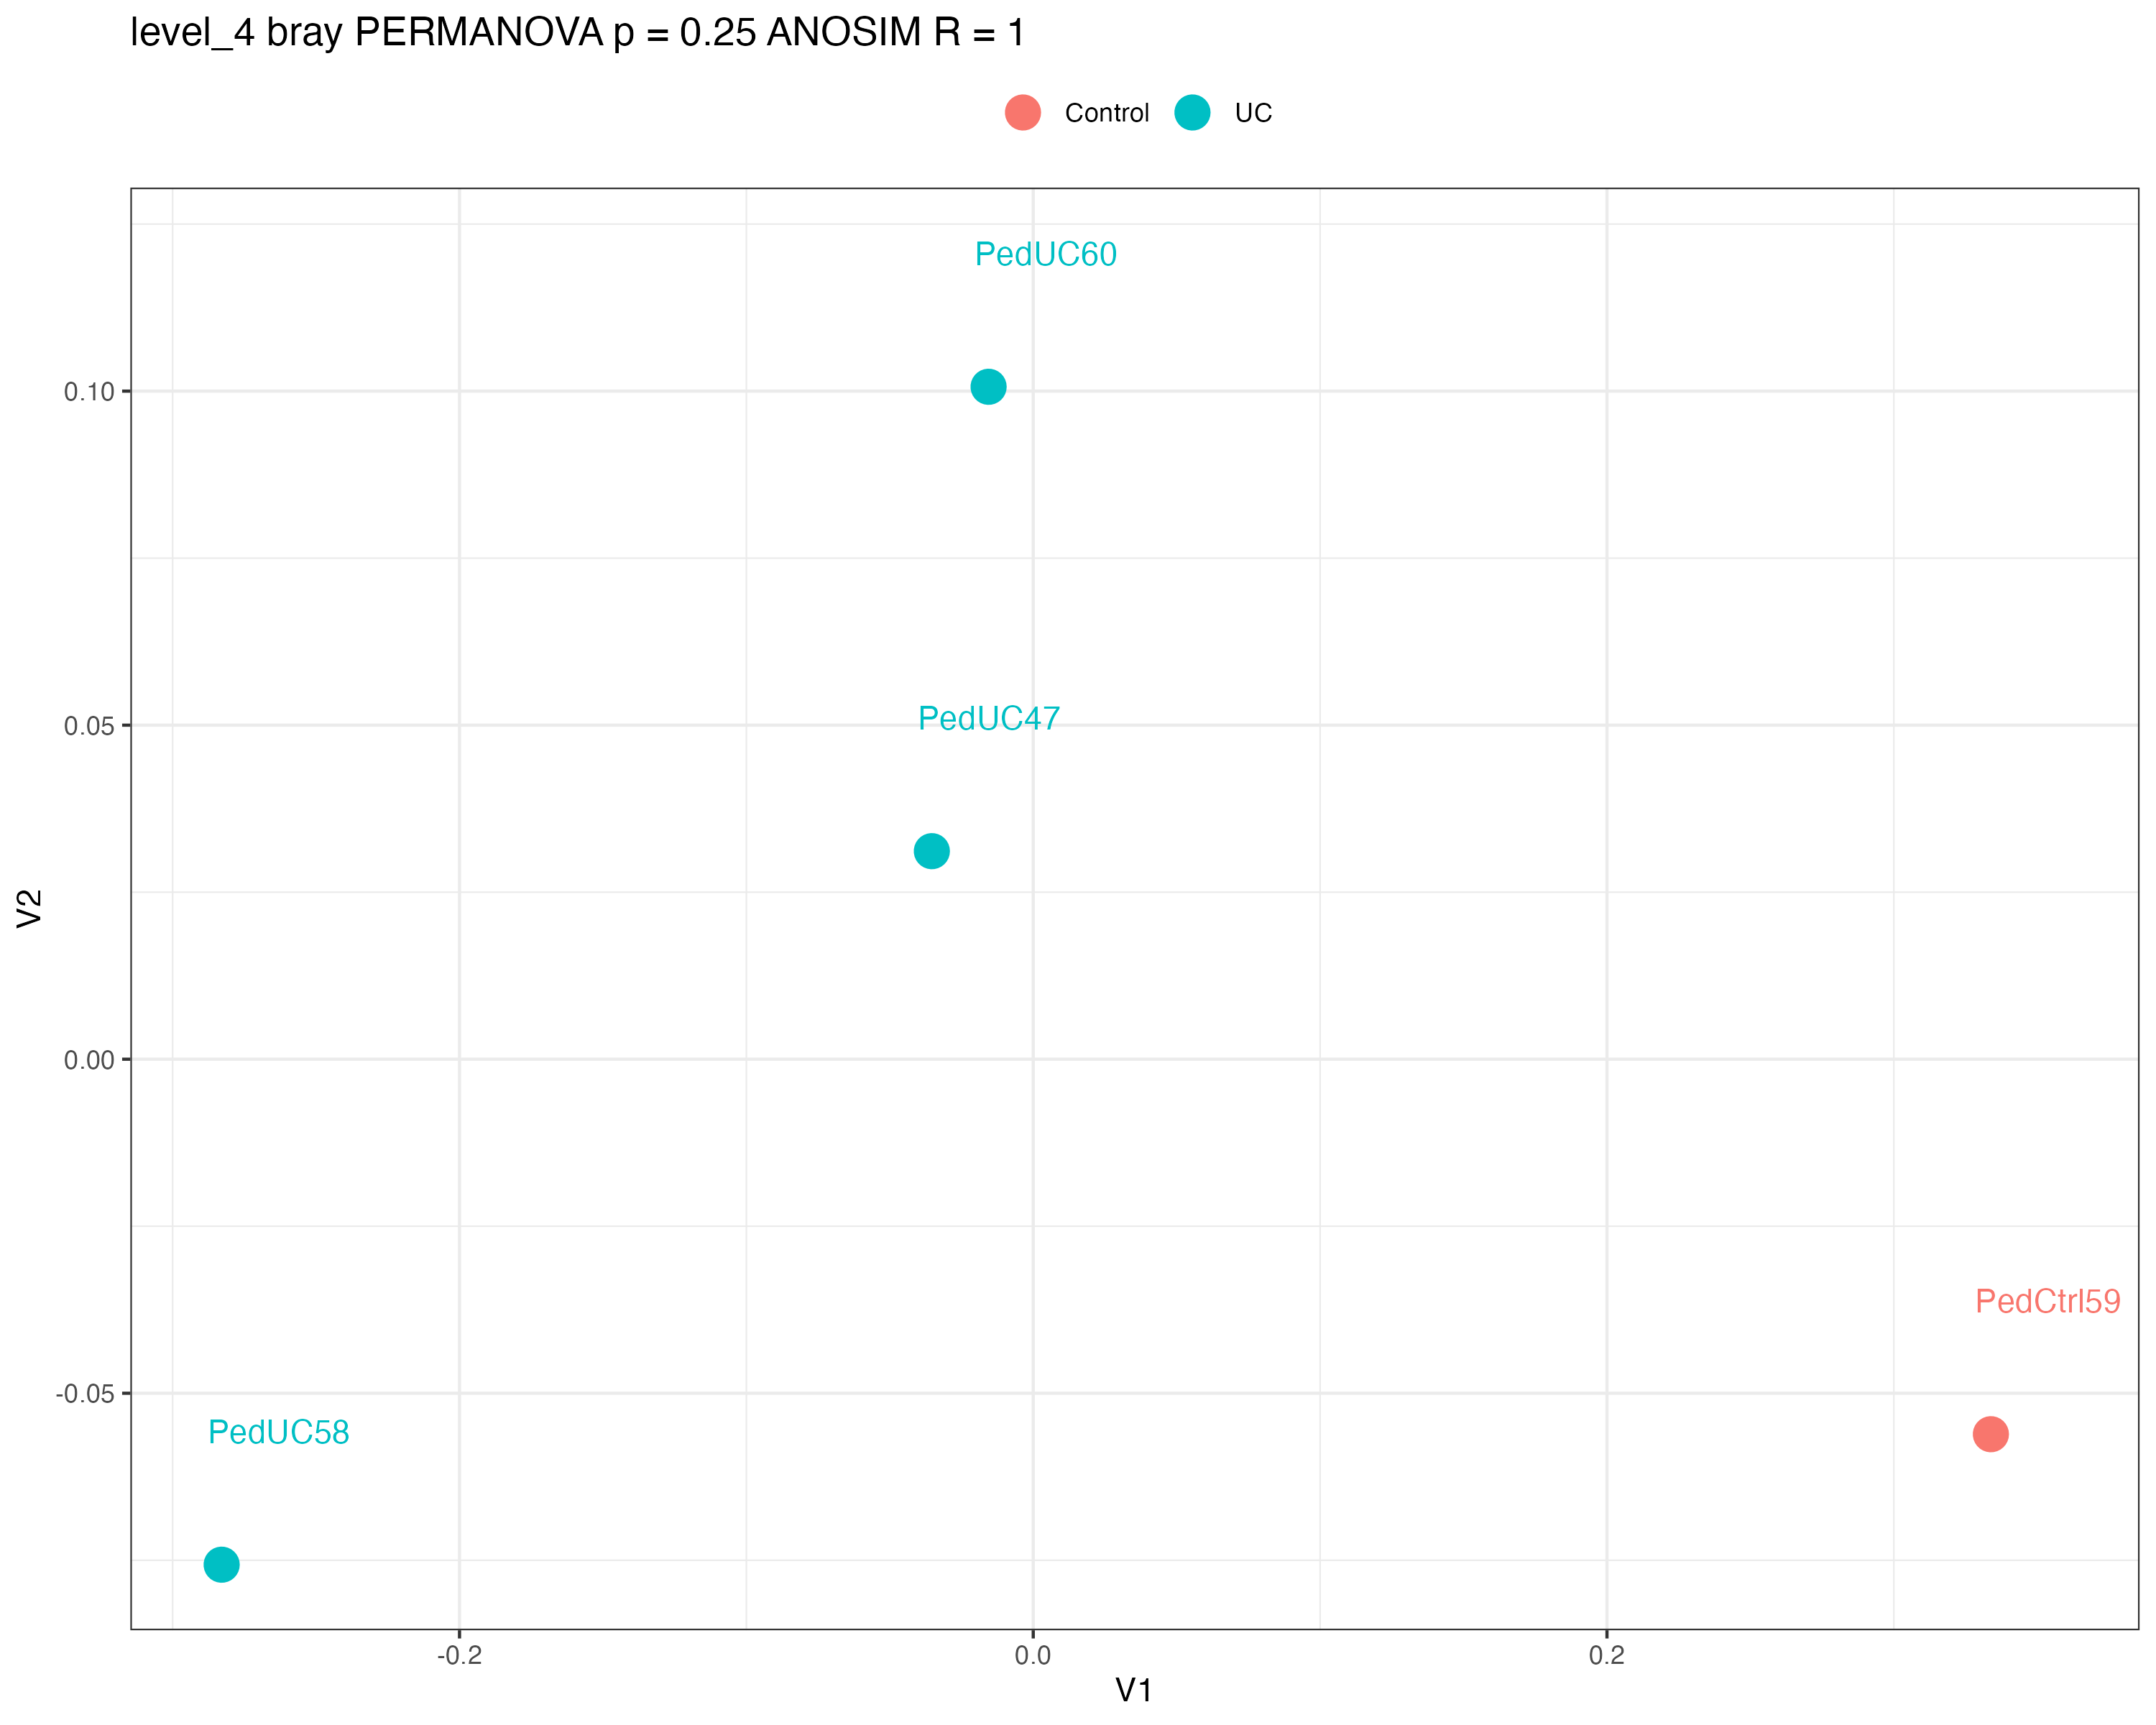 level_4 bray PERMANOVA p = 0.25 ANOSIM R = 1
Control UC
PedUC60
0.10
PedUC47
0.05
V2
0.00
PedCtrl59
-0.05
PedUC58
-0.2 0.0 0.2
V1